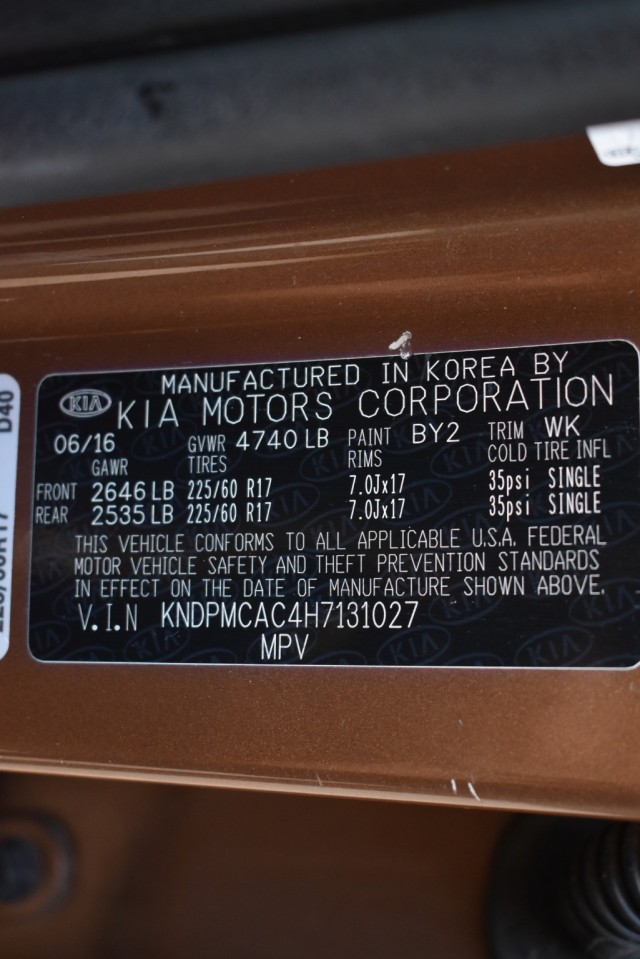 MANUFACTURED IN KOREA BY
KIA KIA MOTORS CORPORATION
06/16 GVWR 4740 LB PAINT BY2 TRIM WK
GAWR TIRES RIMS COLD TIRE INFL
FRONT 2646 LB 225/60 R17 7.0Jx17 35psi SINGLE
REAR 2535 LB 225/60 R17 7.0Jx17 35psi SINGLE
THIS VEHICLE CONFORMS TO ALL APPLICABLE U.S.A. FEDERAL
MOTOR VEHICLE SAFETY AND THEFT PREVENTION STANDARDS
IN EFFECT ON THE DATE OF MANUFACTURE SHOWN ABOVE.
V.I.N KNDPMCAC4H7131027
MPV
D40